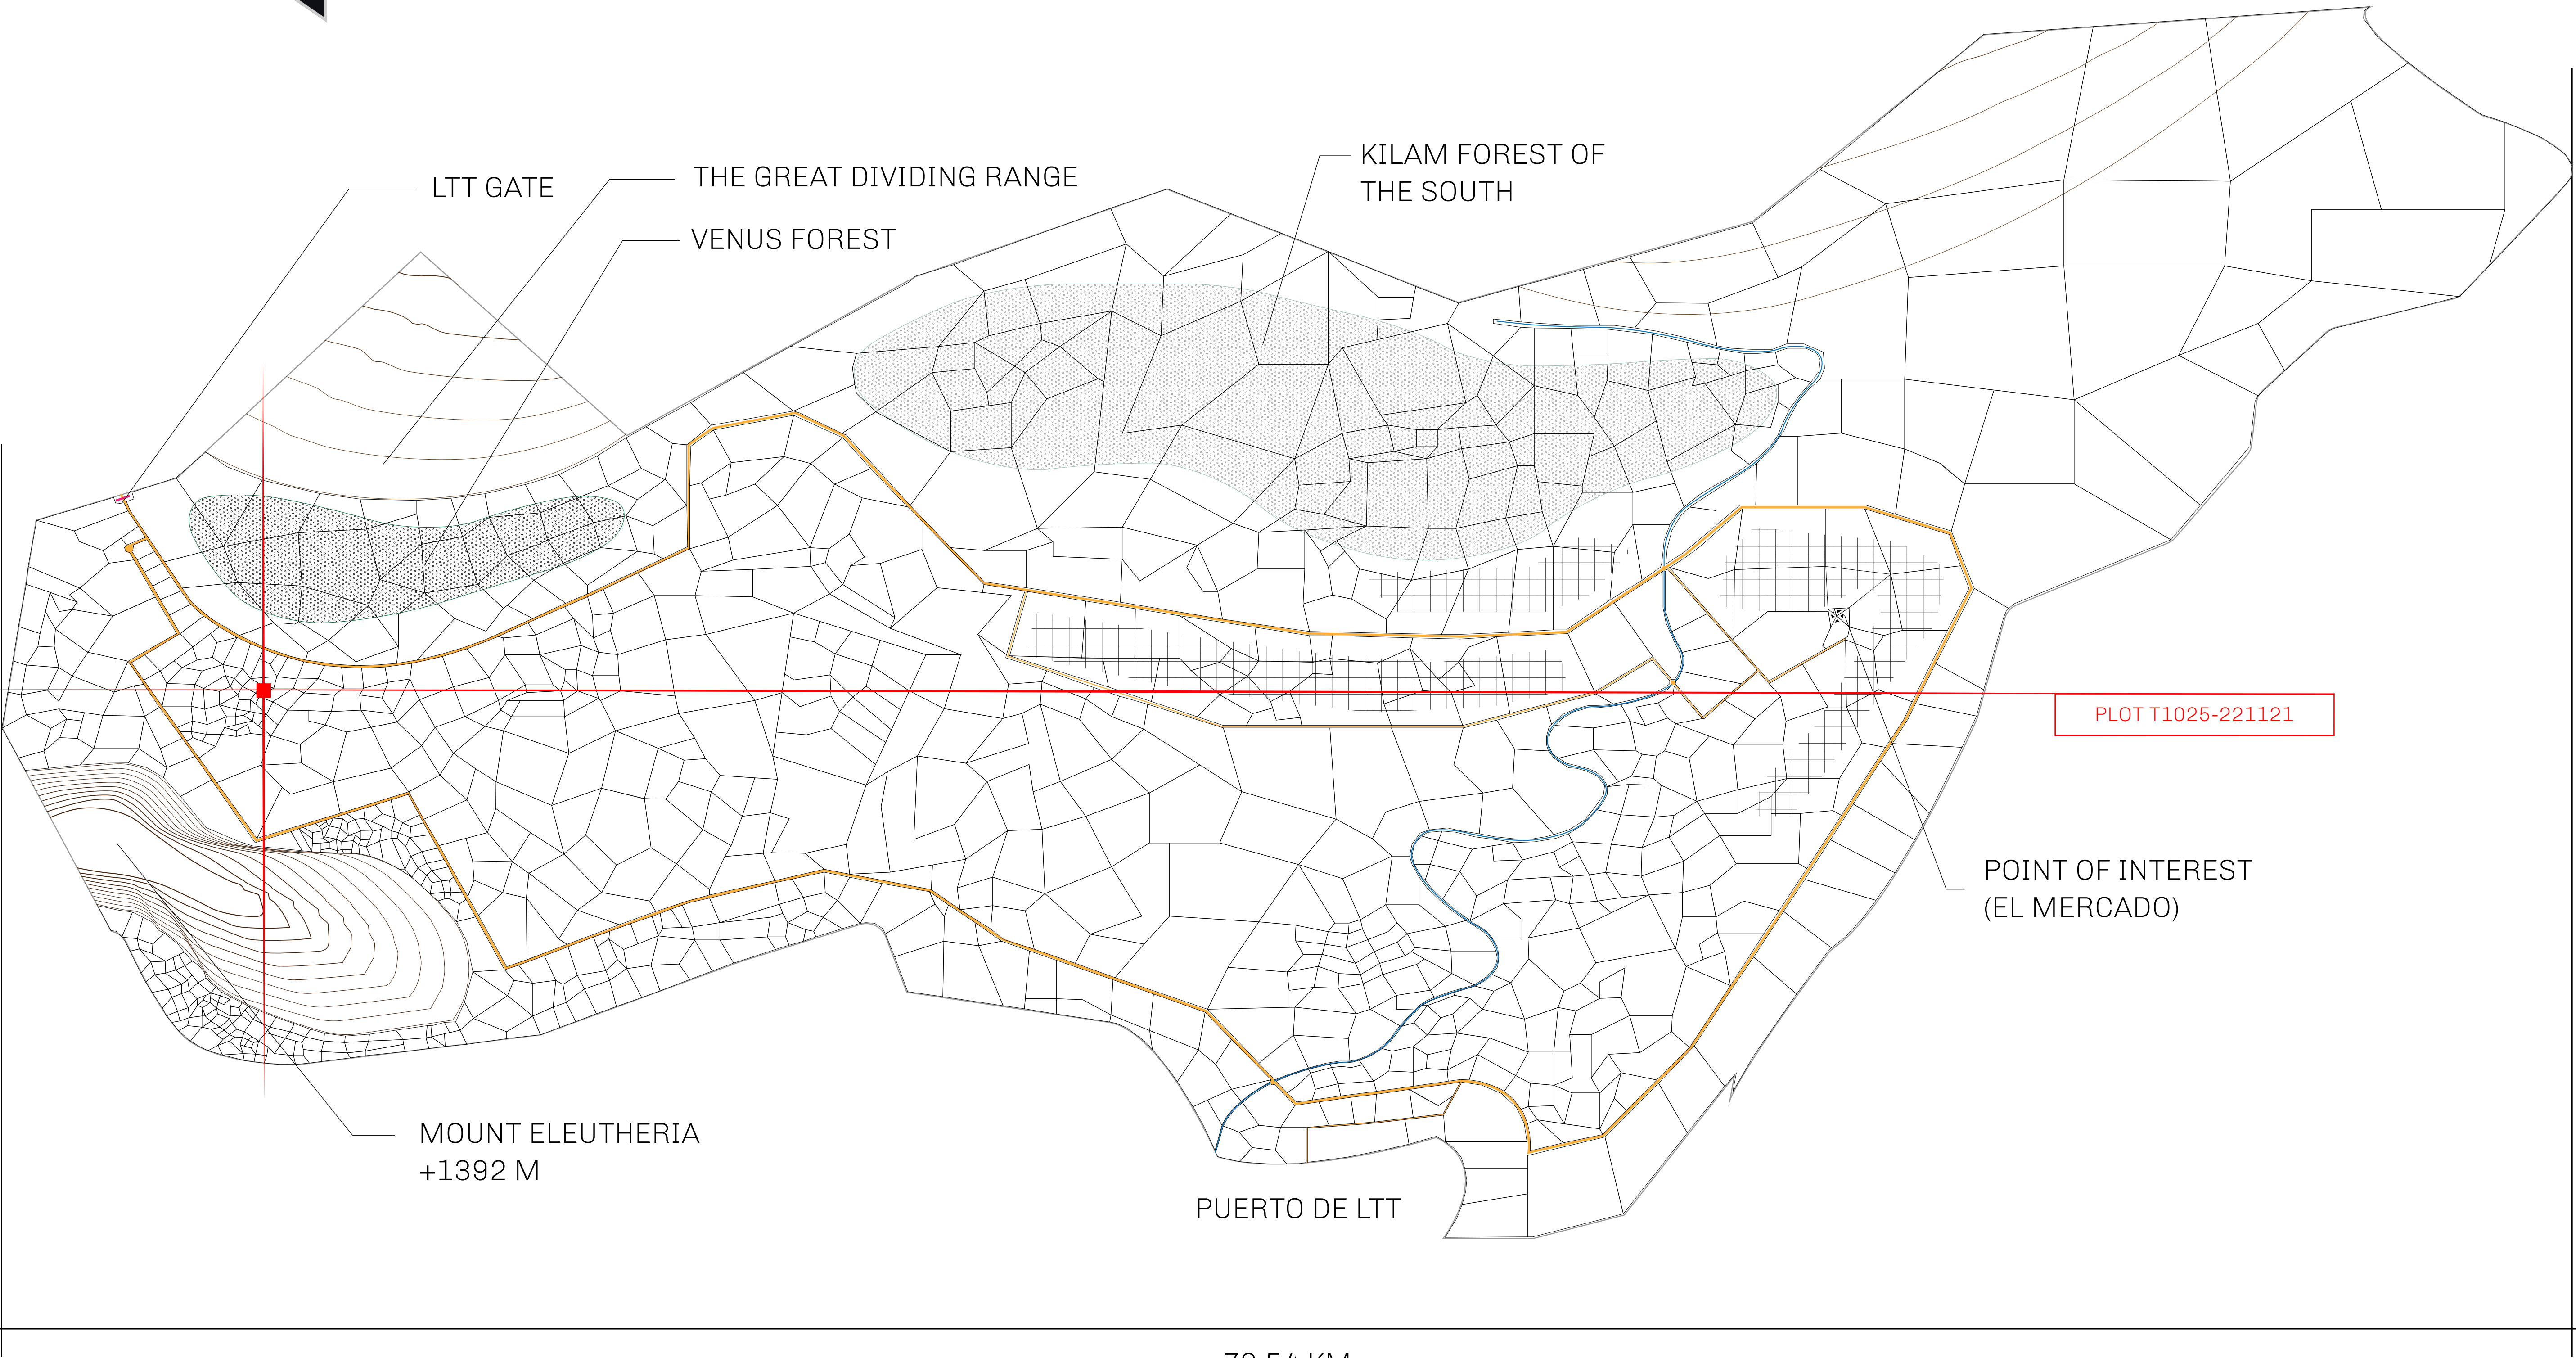 KILAM FOREST OF
THE SOUTH
THE GREAT DIVIDING RANGE
LTT GATE
VENUS FOREST
PLOT T1025-221121
POINT OF INTEREST
(EL MERCADO)
MOUNT ELEUTHERIA
+1392 M
PUERTO DE LTT
KM